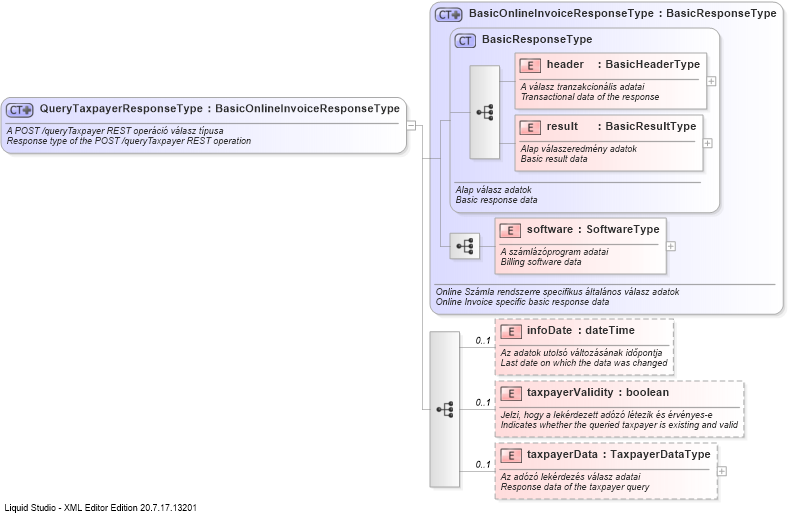 CT BasicOnlineInvoiceResponseType : BasicResponseType
CT BasicResponseType
E header : BasicHeaderType
A válasz tranzakcionális adatai
Transactional data of the response
CT QueryTaxpayerResponseType : BasicOnlineInvoiceResponseType
A POST /queryTaxpayer REST operáció válasz típusa
Response type of the POST /queryTaxpayer REST operation
E result : BasicResultType
Alap válaszeredmény adatok
Basic result data
Alap válasz adatok
Basic response data
E software : SoftwareType
A számlázóprogram adatai
Billing software data
Online Számla rendszerre specifikus általános válasz adatok
Online Invoice specific basic response data
0..1 E infoDate : dateTime
Az adatok utolsó változásának időpontja
Last date on which the data was changed
0..1 E taxpayerValidity : boolean
Jelzi, hogy a lekérdezett adózó létezik és érvényes-e
Indicates whether the queried taxpayer is existing and valid
0..1 E taxpayerData : TaxpayerDataType
Az adózó lekérdezés válasz adatai
Response data of the taxpayer query
Liquid Studio - XML Editor Edition 20.7.17.13201